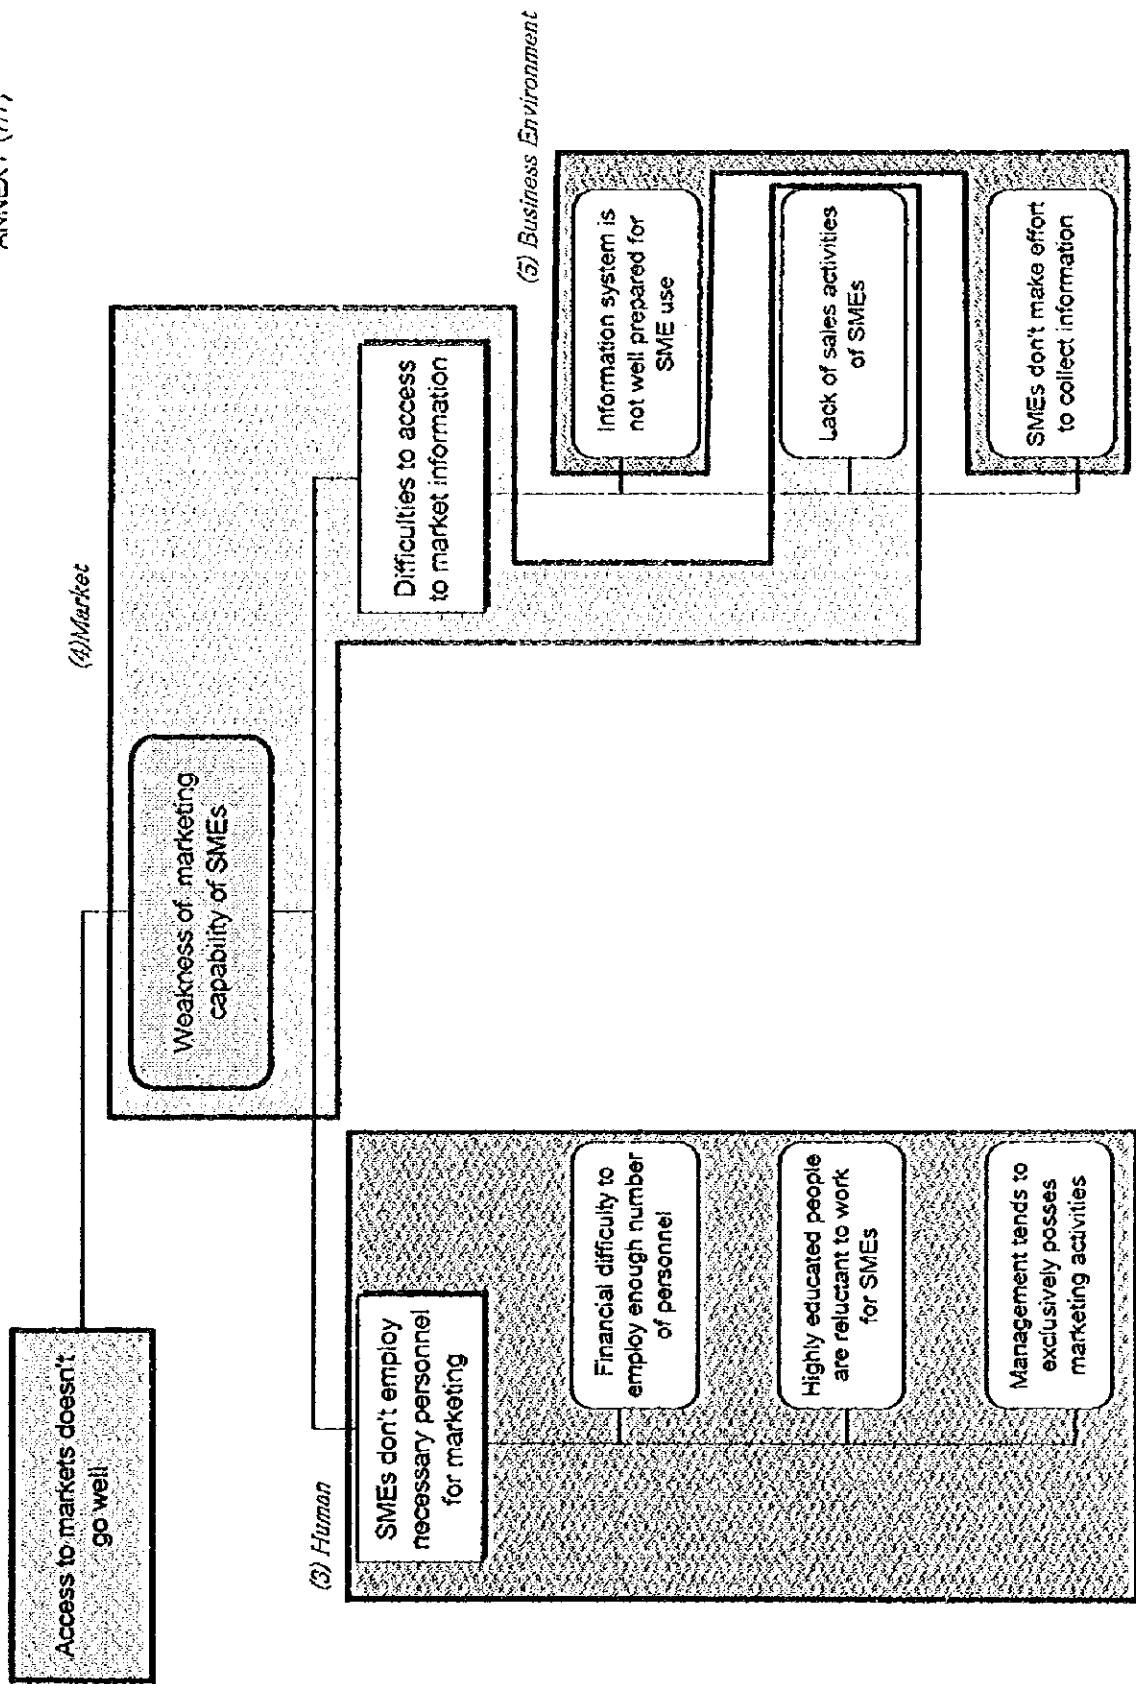 Access to markets doesn't
go well
(4)Market
Weakness of marketing
capability of SMEs
(3) Human
SMEs don't employ
necessary personnel
for marketing
Financial difficulty to
employ enough number
of personnel
Highly educated people
are reluctant to work
for SMEs
Management tends to
exclusively posses
marketing activities
Difficulties to access
to market information
(5) Business Environment
Information system is
not well prepared for
SME use
Lack of sales activities
of SMEs
SMEs don't make effort
to collect information